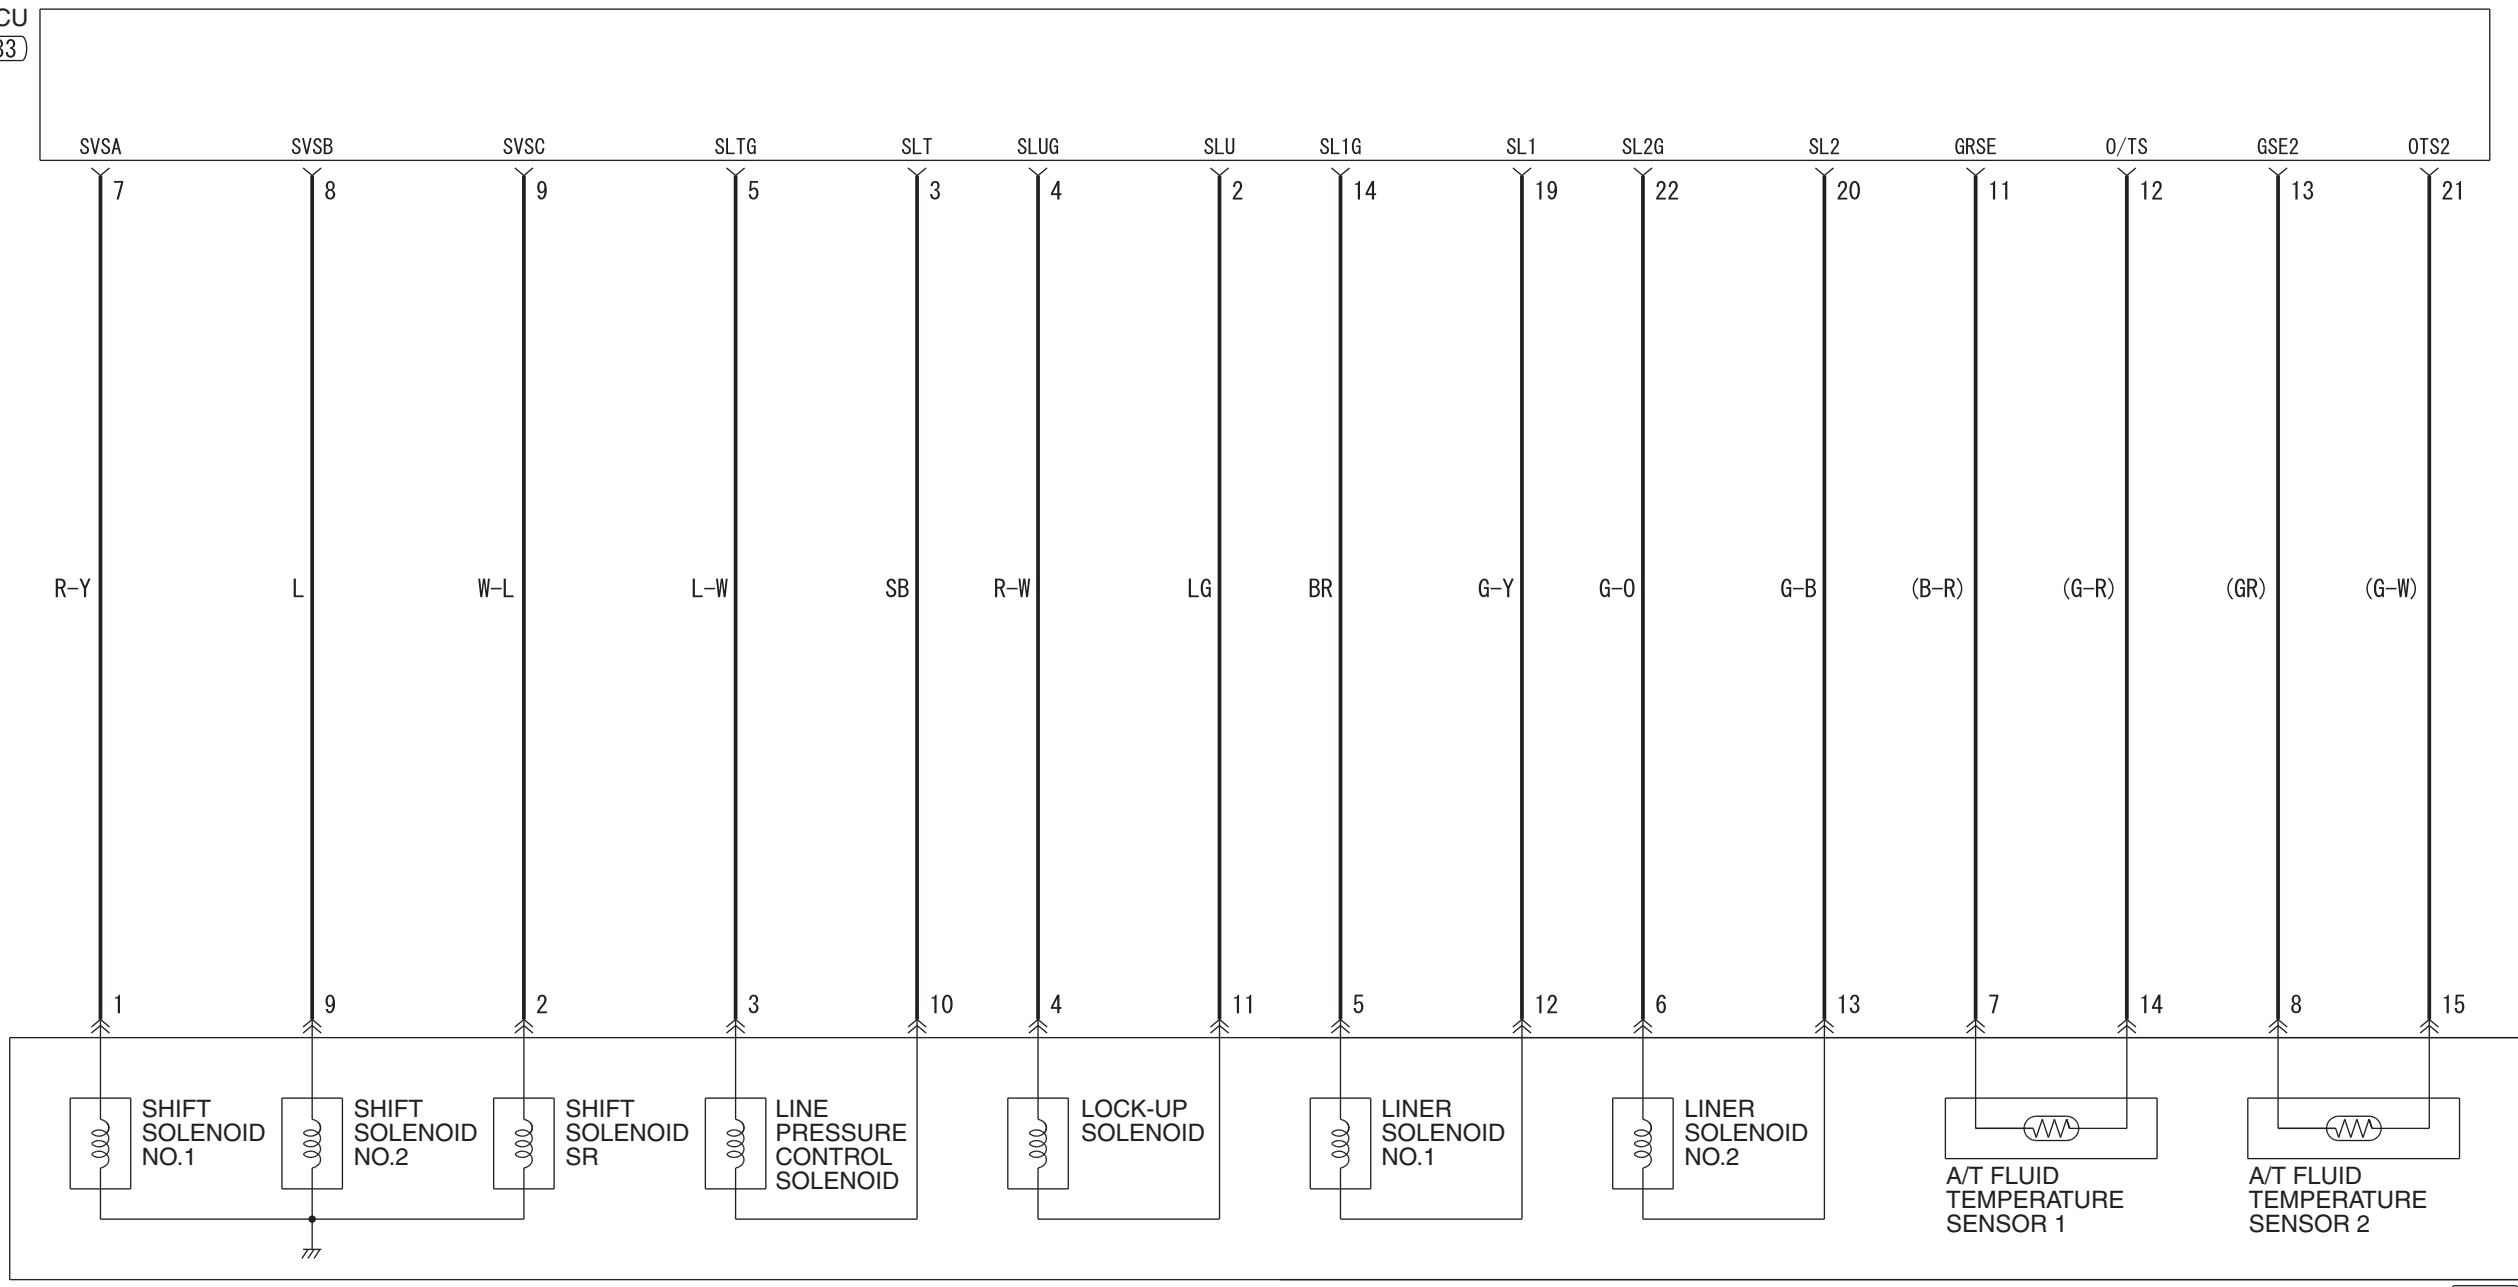 SVSA SVSB SVSC SLTG SLT SLUG SLU SL1G SL1 SL2G SL2 GRSE O/TS GSE2 OTS2
7 8 9 5 3 4 2 14 19 22 20 11 12 13 21
R-Y L W-L L-W SB R-W LG BR G-Y G-O G-B (B-R) (G-R) (GR) (G-W)
1 9 2 3 10 4 11 5 12 6 13 7 14 8 15
SHIFT
SOLENOID
NO.1
SHIFT
SOLENOID
NO.2
SHIFT
SOLENOID
SR
LINE
PRESSURE
CONTROL
SOLENOID
LOCK-UP
SOLENOID
LINER
SOLENOID
NO.1
LINER
SOLENOID
NO.2
A/T FLUID
TEMPERATURE
SENSOR 1
A/T FLUID
TEMPERATURE
SENSOR 2